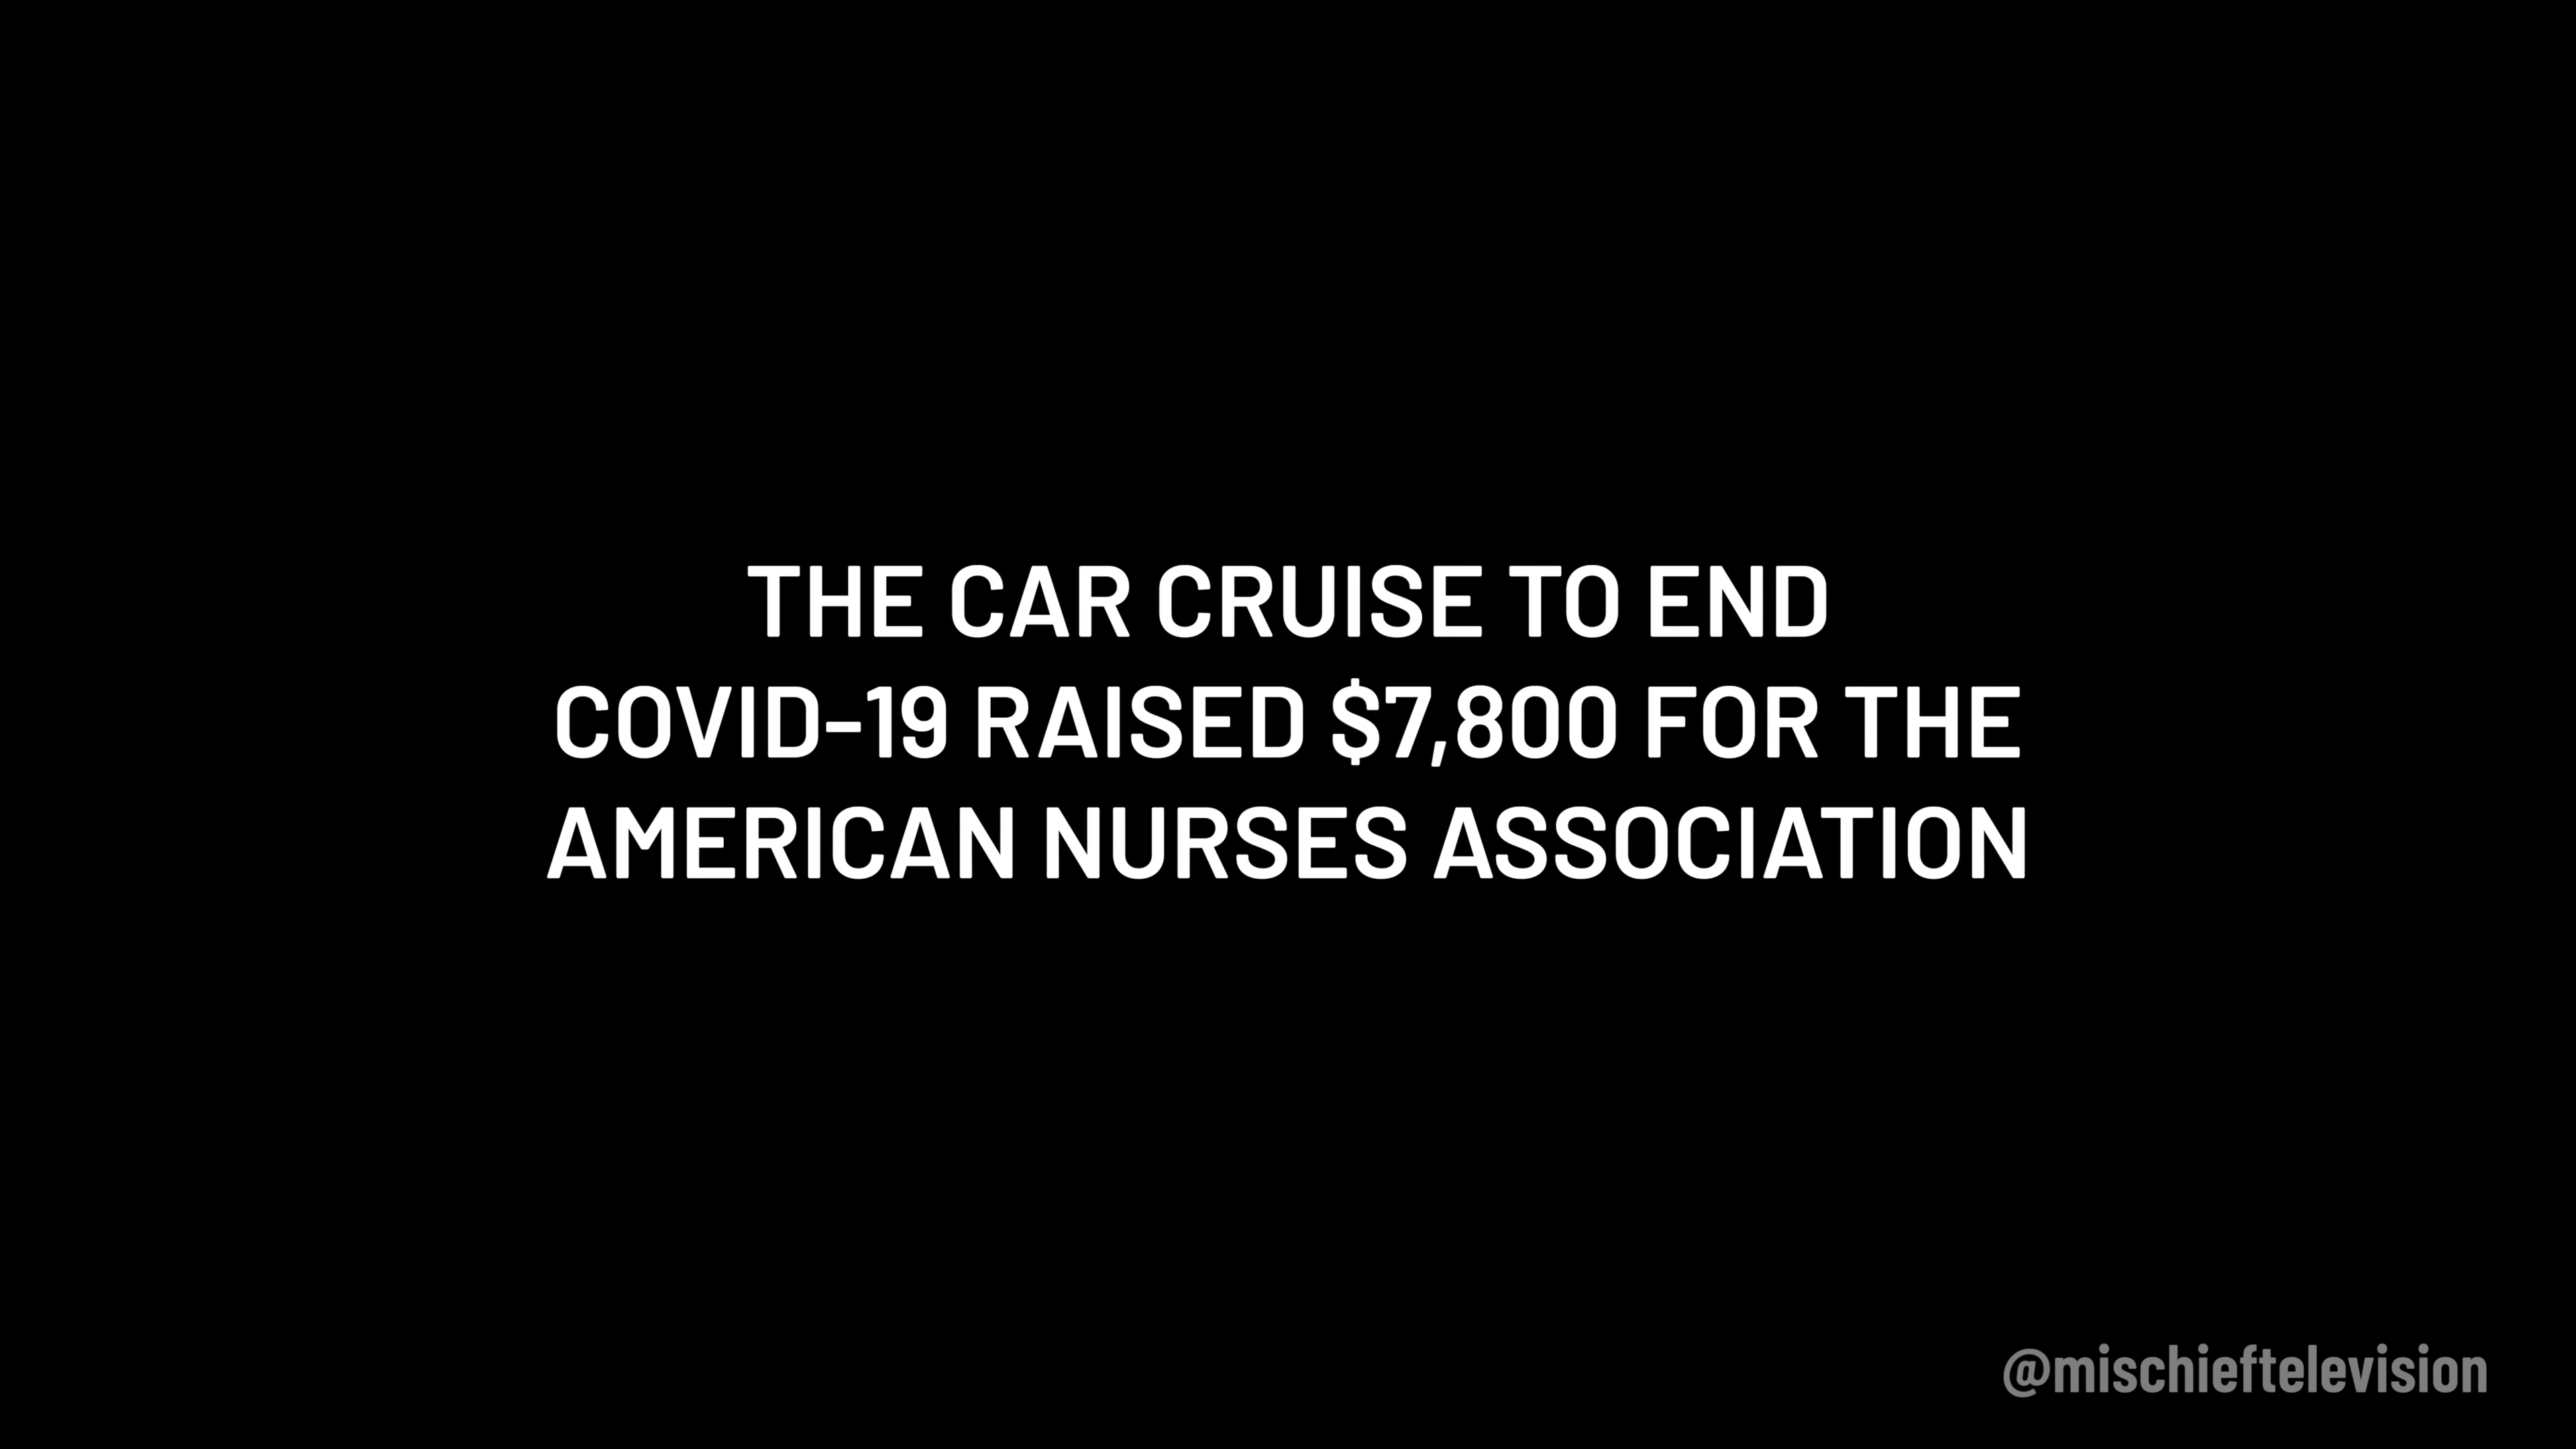 THE CAR CRUISE TO END
COVID-19 RAISED $7,800 FOR THE
AMERICAN NURSES ASSOCIATION
@mischieftelevision